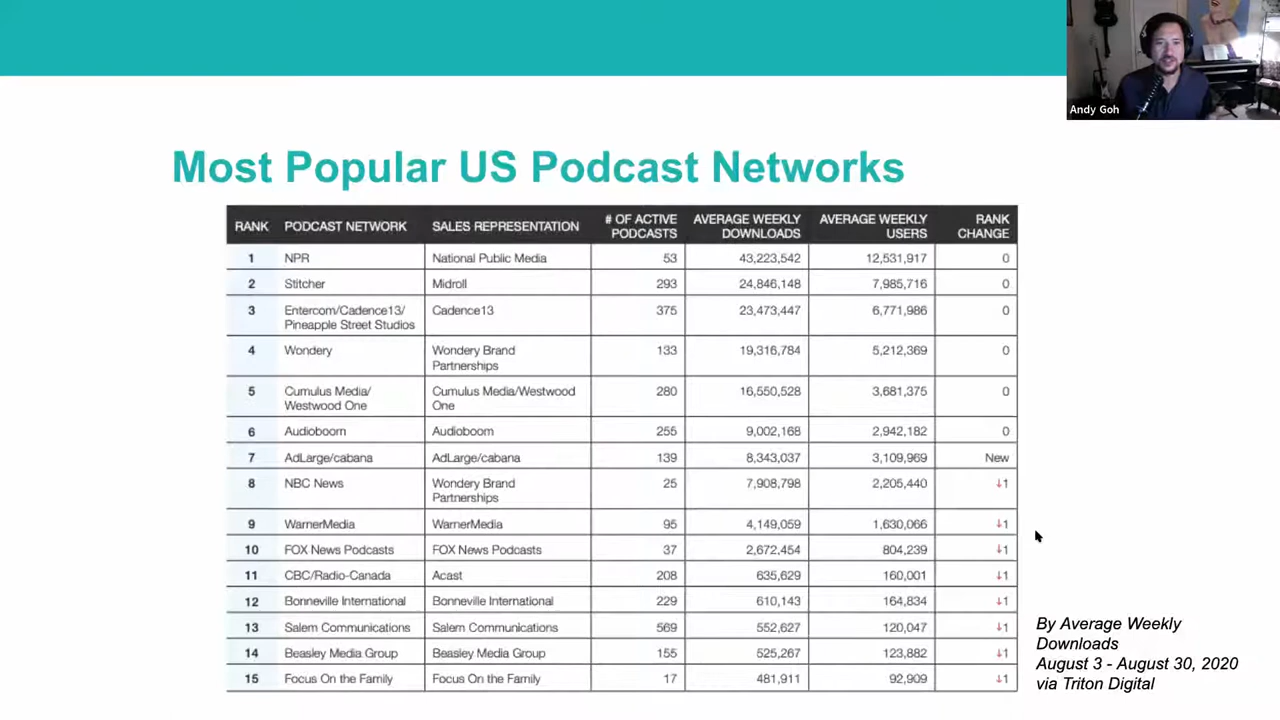 Andy Goh
Most Popular US Podcast Networks
RANK PODCAST NETWORK SALES REPRESENTATION # OF ACTIVE PODCASTS AVERAGE WEEKLY DOWNLOADS AVERAGE WEEKLY USERS RANK CHANGE
1 NPR National Public Media 53 43,223,542 12,531,917 0
2 Stitcher Midroll 293 24,846,148 7,985,716 0
3 Entercom/Cadence13/ Pineapple Street Studios Cadence13 375 23,473,447 6,771,986 0
4 Wondery Wondery Brand Partnerships 133 19,316,784 5,212,369 0
5 Cumulus Media/ Westwood One Cumulus Media/Westwood One 280 16,550,528 3,681,375 0
6 Audioboom Audioboom 255 9,002,168 2,942,182 0
7 AdLarge/cabana AdLarge/cabana 139 8,343,037 3,109,969 New
8 NBC News Wondery Brand Partnerships 25 7,908,798 2,205,440 ↓1
9 WarnerMedia WarnerMedia 95 4,149,059 1,630,066 ↓1
10 FOX News Podcasts FOX News Podcasts 37 2,672,454 804,239 ↓1
11 CBC/Radio-Canada Acast 208 635,629 160,001 ↓1
12 Bonneville International Bonneville International 229 610,143 164,834 ↓1
13 Salem Communications Salem Communications 569 552,627 120,047 ↓1
14 Beasley Media Group Beasley Media Group 155 525,267 123,882 ↓1
15 Focus On the Family Focus On the Family 17 481,911 92,909 ↓1
By Average Weekly
Downloads
August 3 - August 30, 2020
via Triton Digital